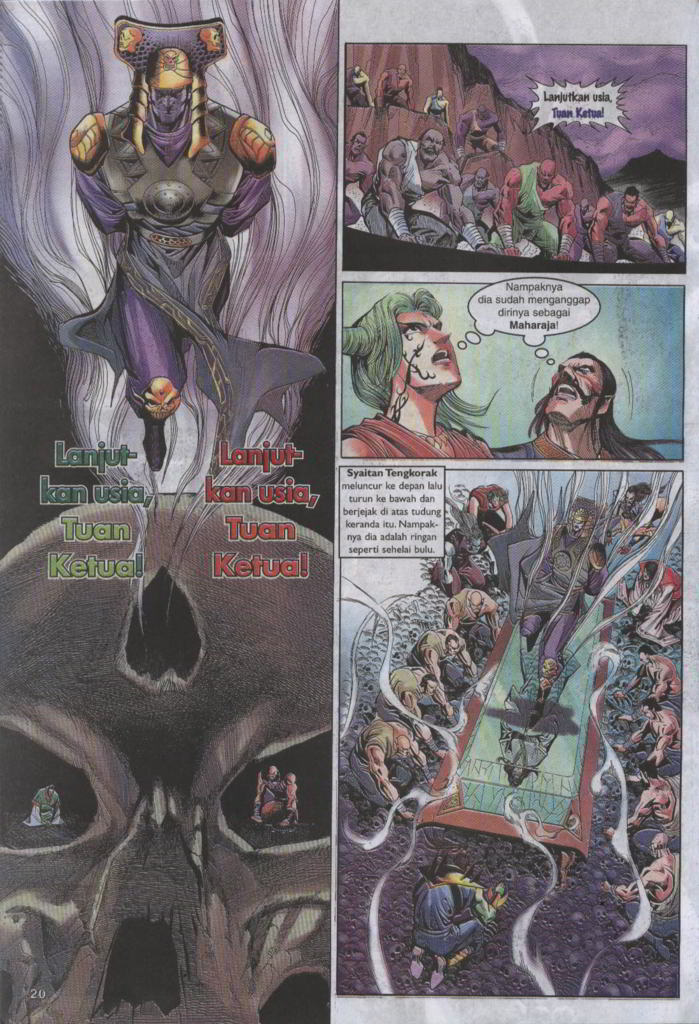 Lanjut-
kan usia,
Tuan
Ketua!
Lanjut-
kan usia,
Tuan
Ketua!
Lanjutkan usia,
Tuan Ketua!
Nampaknya
dia sudah menganggap
dirinya sebagai
Maharaja!
Syaitan Tengkorak
meluncur ke depan lalu
turun ke bawah dan
berjejak di atas tudung
keranda itu. Nampak-
nya dia adalah ringan
seperti sehelai bulu.
20